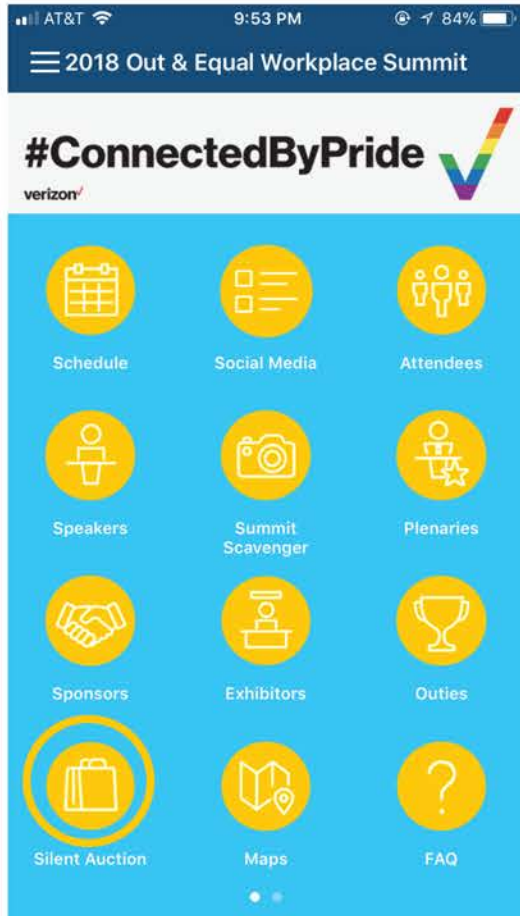 AT&T 9:53 PM 84%
2018 Out & Equal Workplace Summit
#ConnectedByPride
verizon
Schedule Social Media Attendees
Speakers Summit Scavenger Plenaries
Sponsors Exhibitors Outies
Silent Auction Maps FAQ